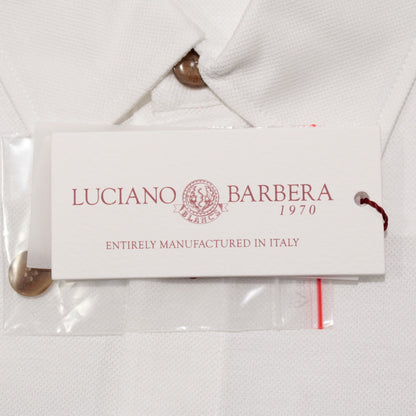 LUCIANO BARBERA
1970
ENTIRELY MANUFACTURED IN ITALY